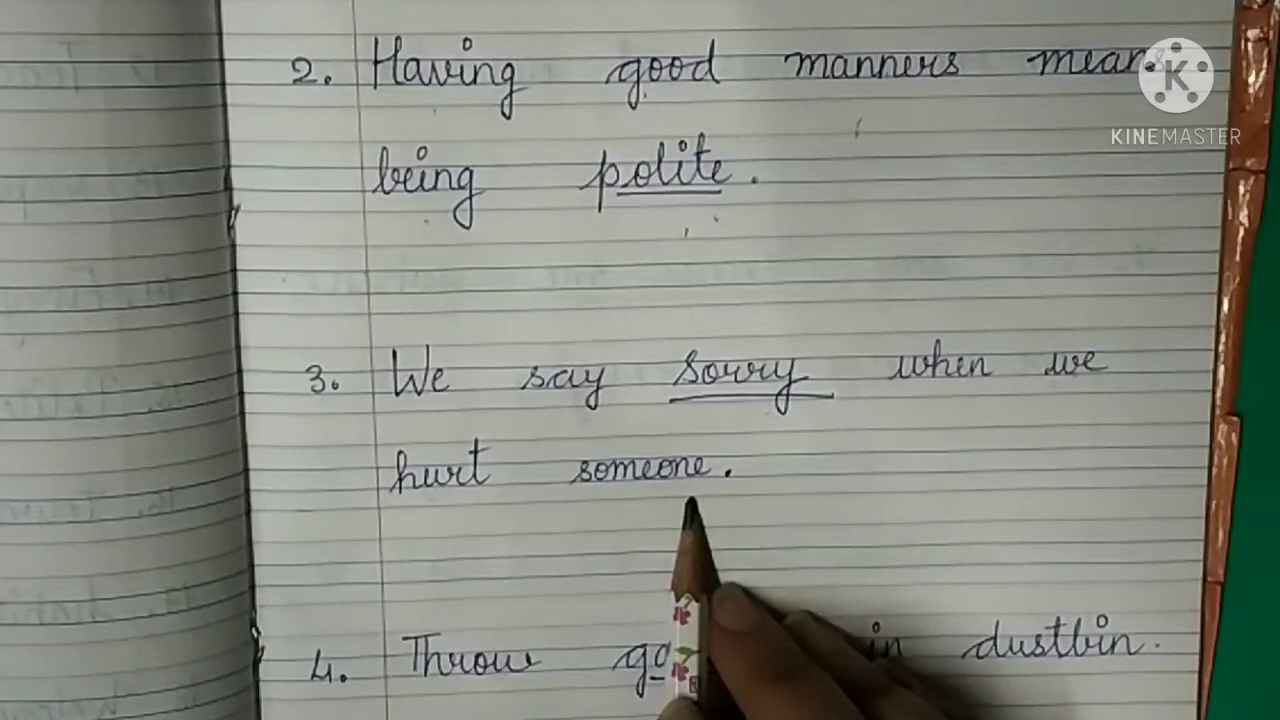 2. Having good manners means
KINEMASTER
being polite.
3. We say sorry when we
hurt someone.
4. Throw in dustbin.